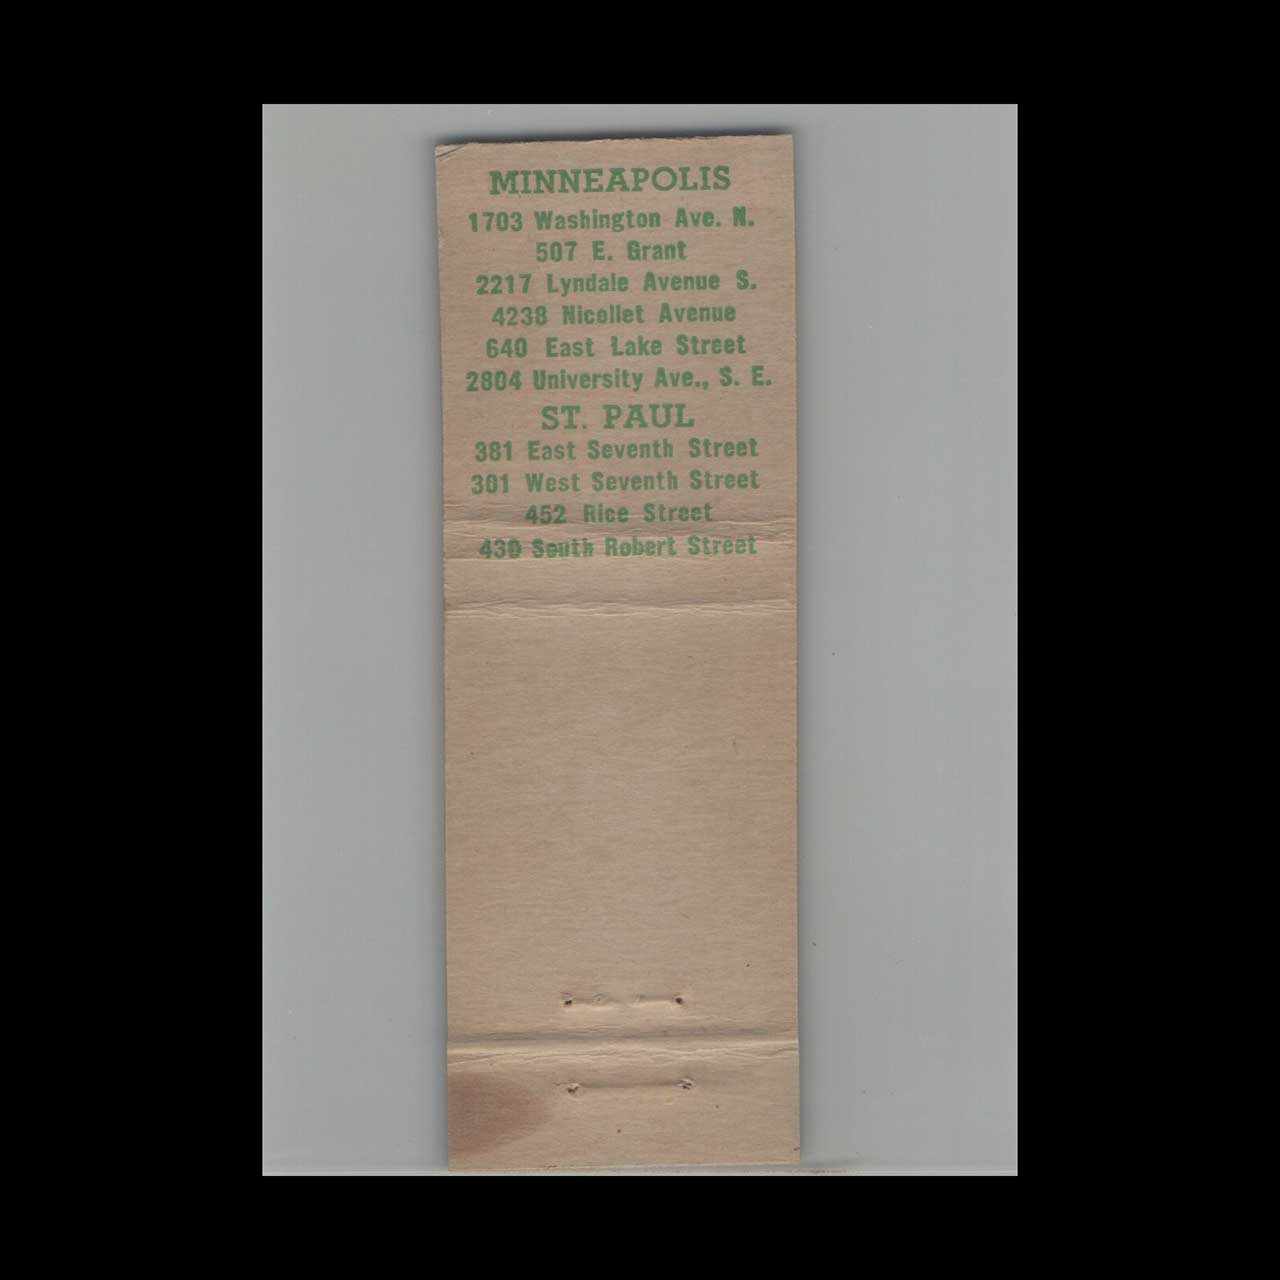 MINNEAPOLIS
1703 Washington Ave. N.
507 E. Grant
2217 Lyndale Avenue S.
4238 Nicollet Avenue
640 East Lake Street
2804 University Ave., S. E.
ST. PAUL
381 East Seventh Street
301 West Seventh Street
452 Rice Street
430 South Robert Street